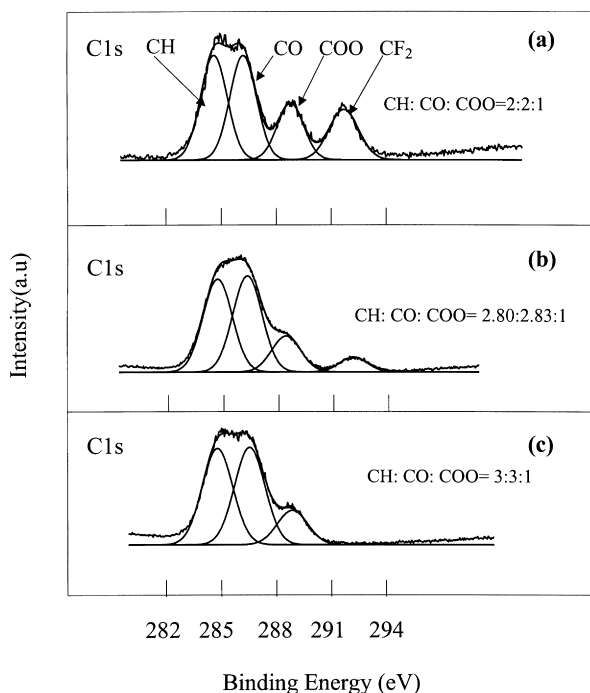 (a)
C1s CH CO COO CF2
CH: CO: COO=2:2:1
C1s (b)
CH: CO: COO= 2.80:2.83:1
C1s (c)
CH: CO: COO= 3:3:1
Intensity(a.u)
282 285 288 291 294
Binding Energy (eV)